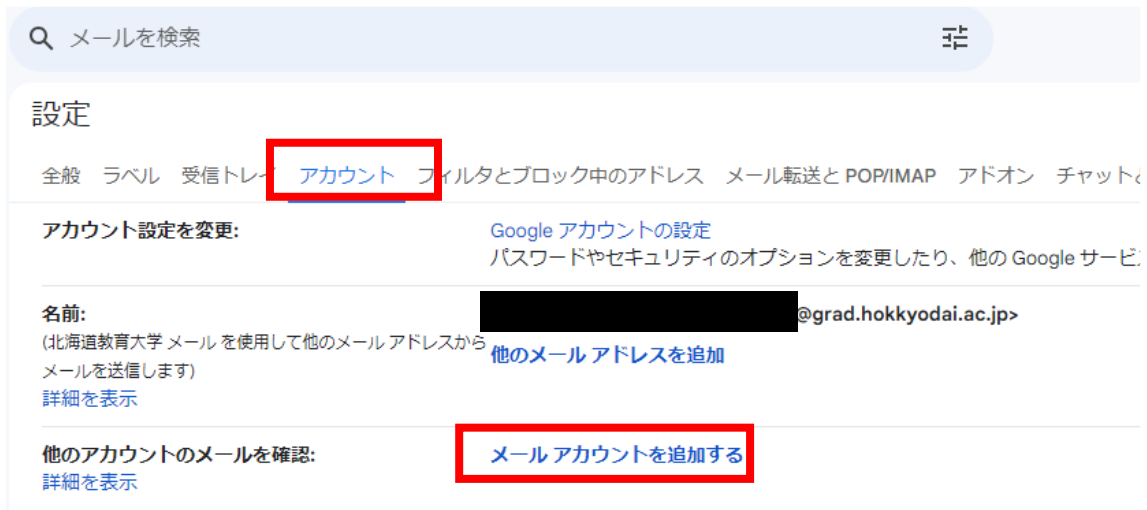 メールを検索
設定
全般 ラベル 受信トレイ アカウント フィルタとブロック中のアドレス メール転送と POP/IMAP アドオン チャットと
アカウント設定を変更:
Google アカウントの設定
パスワードやセキュリティのオプションを変更したり、他の Google サービ
名前:
(北海道教育大学 メール を使用して他のメール アドレスから
メールを送信します)
詳細を表示
@grad.hokkyodai.ac.jp>
他のメール アドレスを追加
他のアカウントのメールを確認:
詳細を表示
メール アカウントを追加する